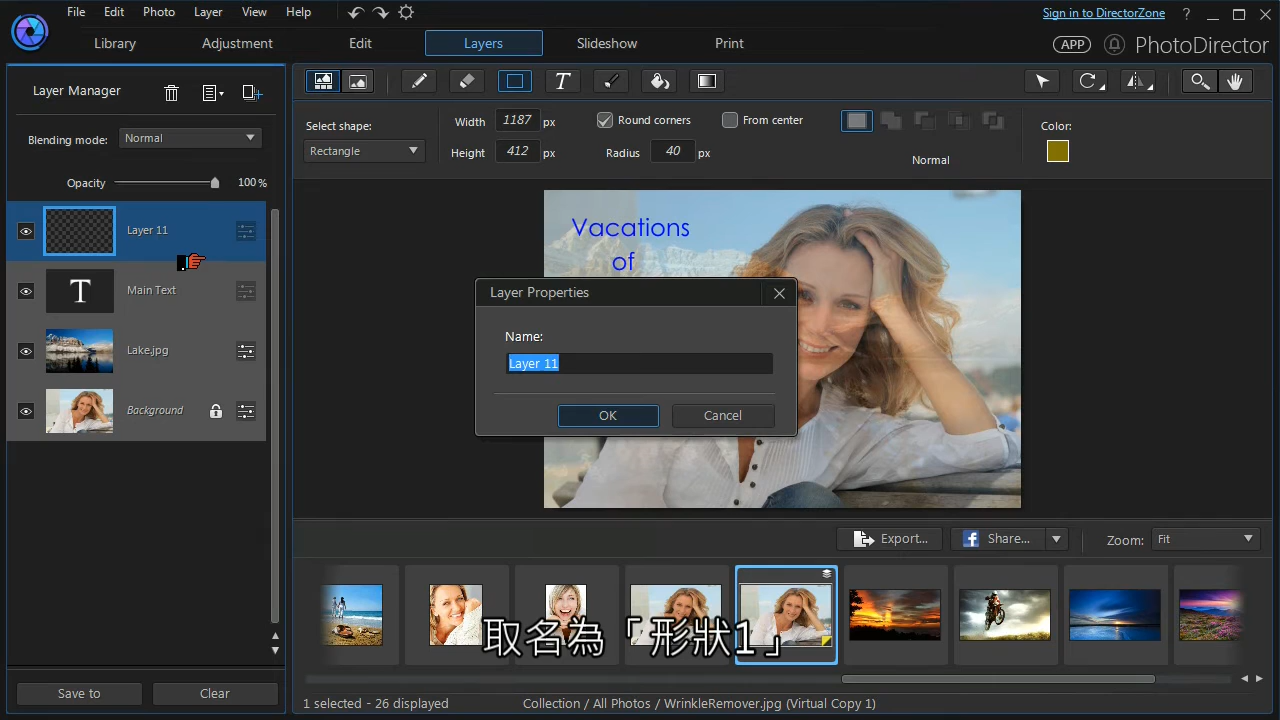 File Edit Photo Layer View Help
Sign in to DirectorZone ?
Library Adjustment Edit Layers Slideshow Print
APP PhotoDirector
Layer Manager
Blending mode: Normal
Opacity 100 %
Layer 11
Main Text
Lake.jpg
Background
T
T
Select shape:
Rectangle
Width 1187 px
Height 412 px
Round corners
From center
Radius 40 px
Normal
Color:
Vacations
of
Layer Properties
Name:
Layer 11
OK Cancel
Export... Share... Zoom: Fit
取名為「形狀1」
Save to Clear
1 selected - 26 displayed Collection / All Photos / WrinkleRemover.jpg (Virtual Copy 1)